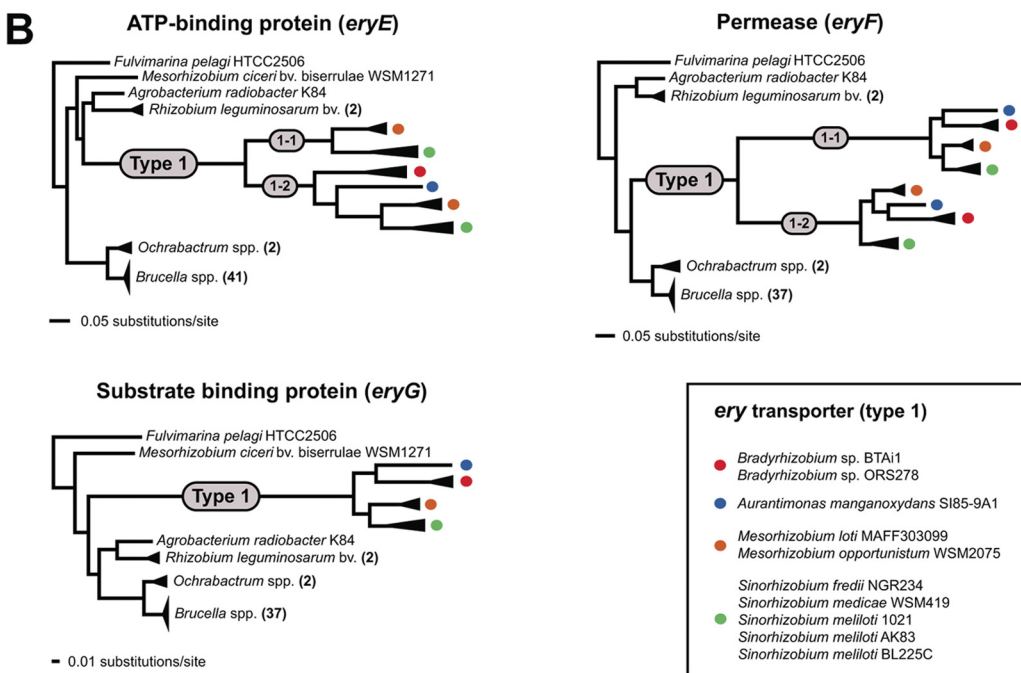 B
ATP-binding protein (eryE)
Fulvimarina pelagi HTCC2506
Mesorhizobium ciceri bv. biserrulae WSM1271
Agrobacterium radiobacter K84
Rhizobium leguminosarum bv. (2)
1-1
Type 1
1-2
Ochrabactrum spp. (2)
Brucella spp. (41)
0.05 substitutions/site
Permease (eryF)
Fulvimarina pelagi HTCC2506
Agrobacterium radiobacter K84
Rhizobium leguminosarum bv. (2)
1-1
Type 1
1-2
Ochrabactrum spp. (2)
Brucella spp. (37)
0.05 substitutions/site
Substrate binding protein (eryG)
Fulvimarina pelagi HTCC2506
Mesorhizobium ciceri bv. biserrulae WSM1271
Type 1
Agrobacterium radiobacter K84
Rhizobium leguminosarum bv. (2)
Ochrabactrum spp. (2)
Brucella spp. (37)
0.01 substitutions/site
ery transporter (type 1)
Bradyrhizobium sp. BTAi1
Bradyrhizobium sp. ORS278
Aurantimonas manganoxydans SI85-9A1
Mesorhizobium loti MAFF303099
Mesorhizobium opportunistum WSM2075
Sinorhizobium fredii NGR234
Sinorhizobium medicae WSM419
Sinorhizobium meliloti 1021
Sinorhizobium meliloti AK83
Sinorhizobium meliloti BL225C